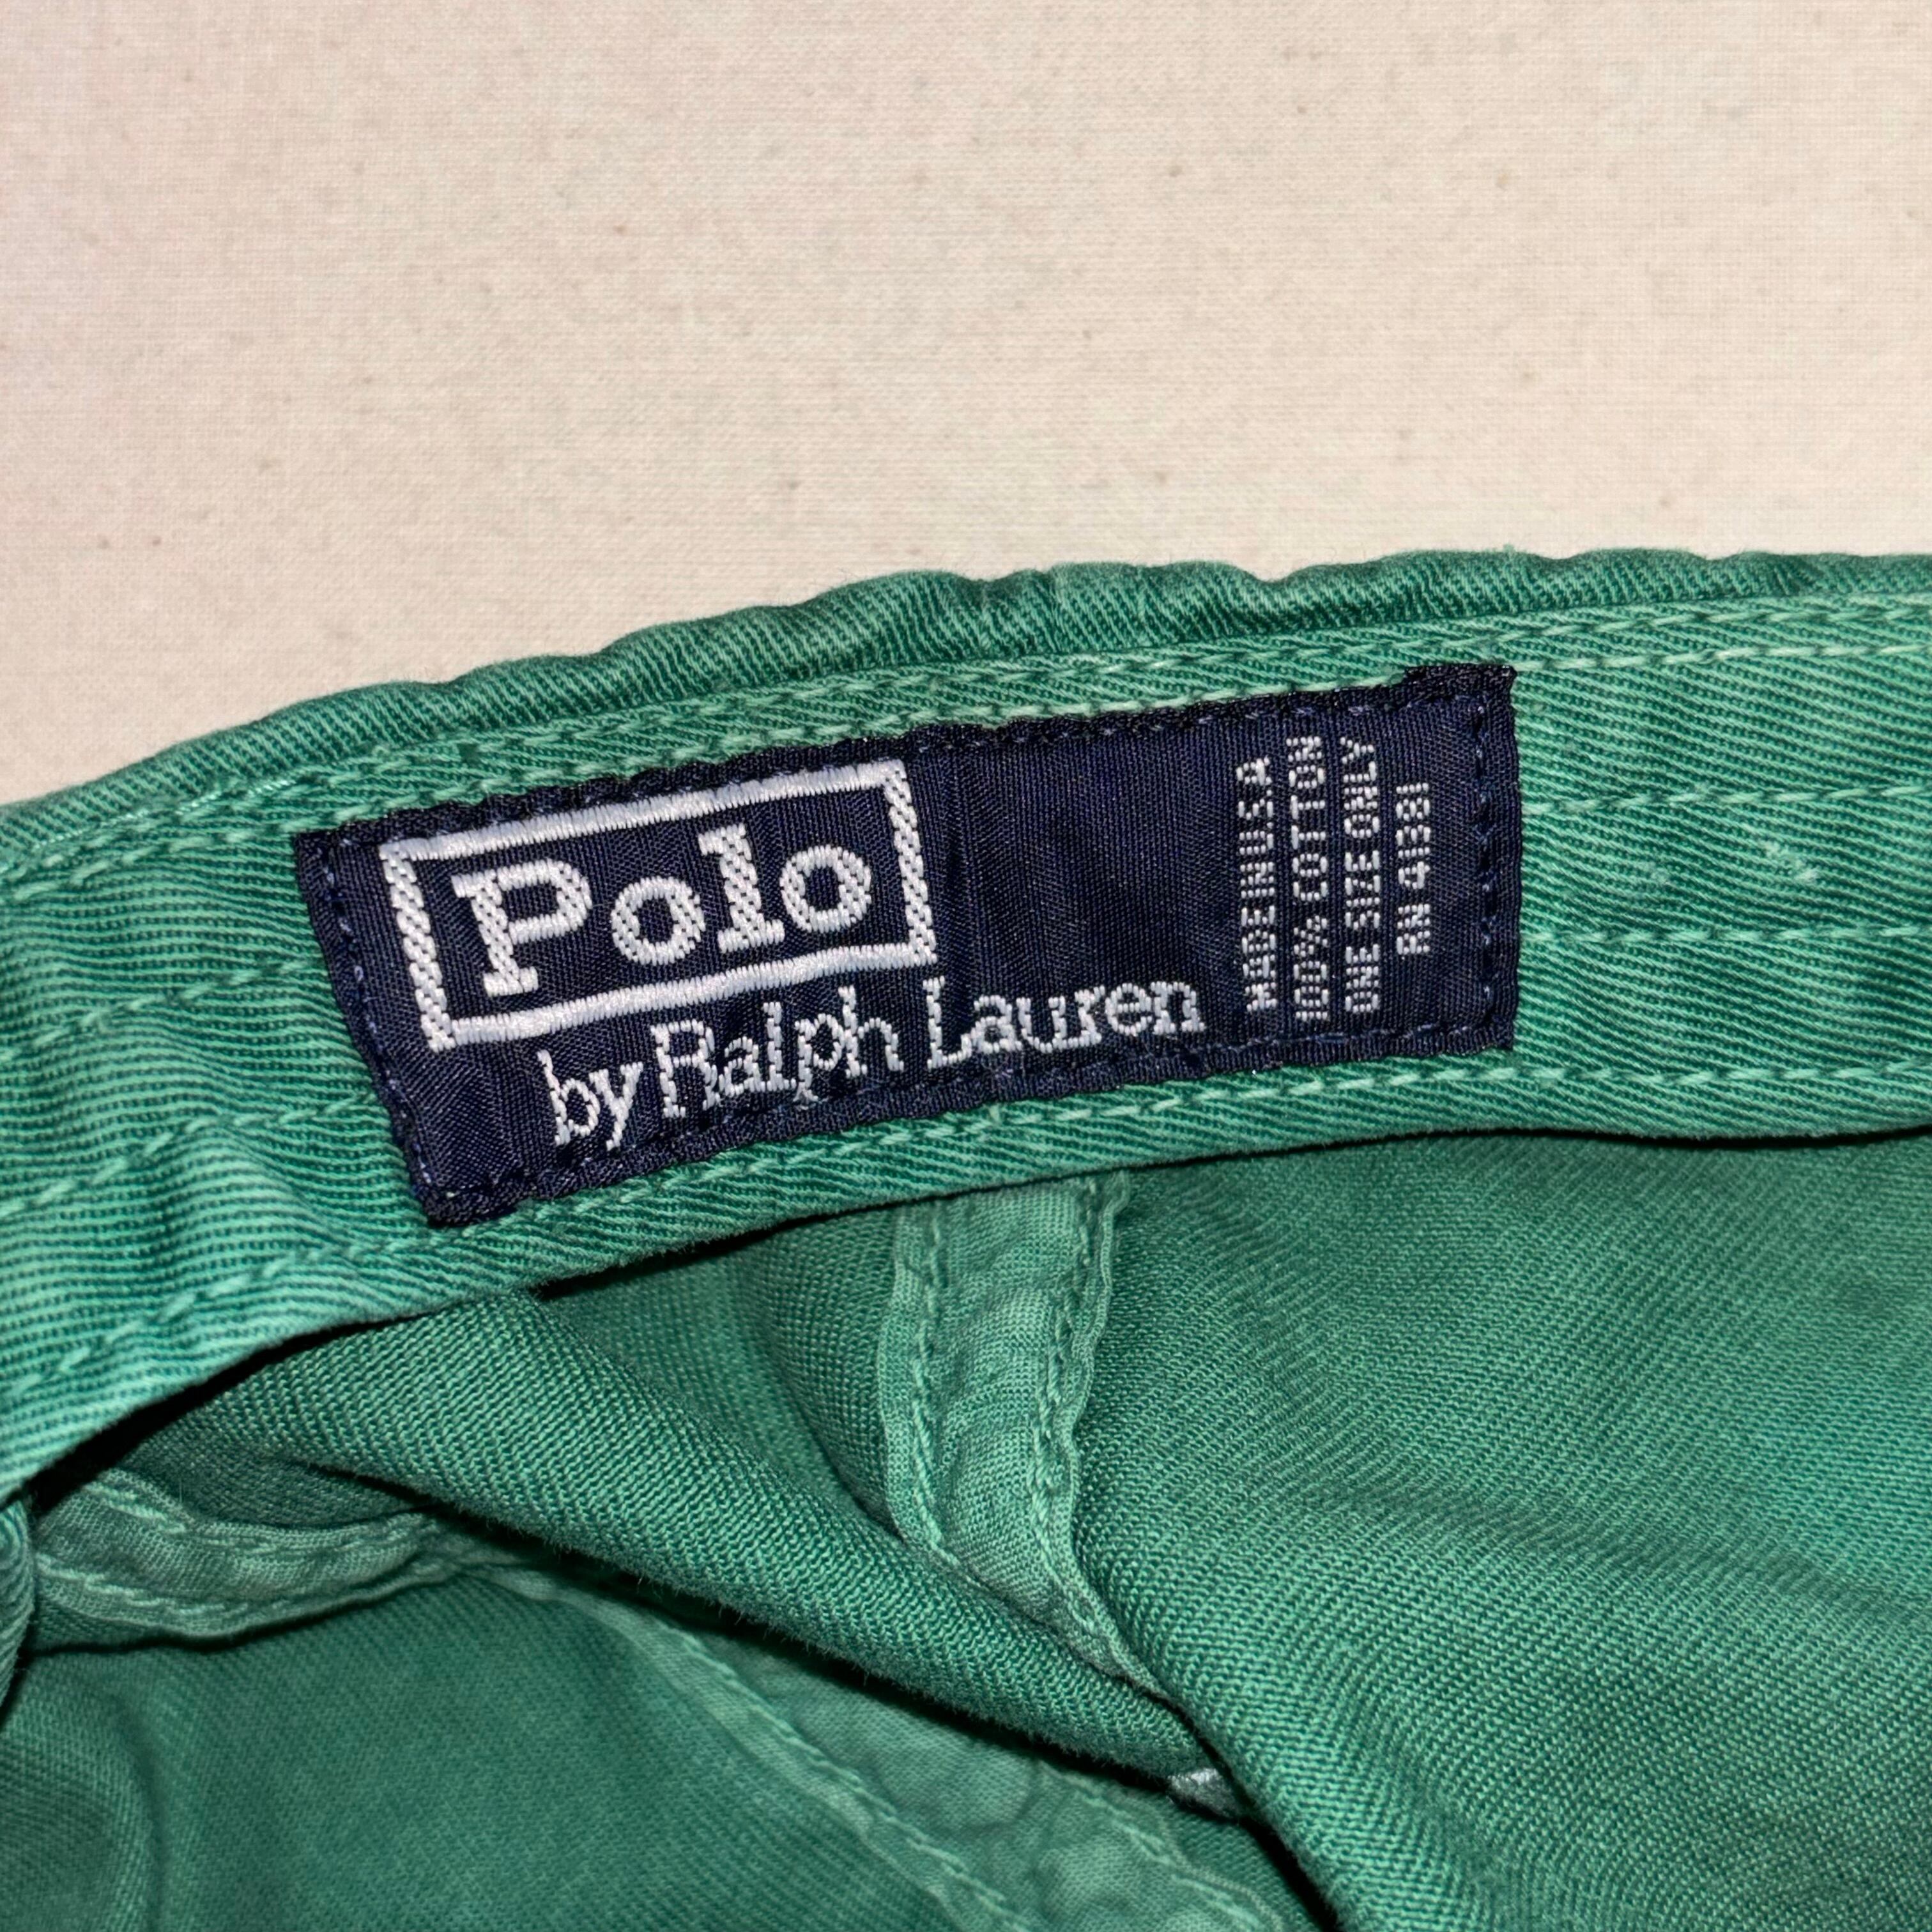 Polo
by Ralph Lauren
MADE IN U.S.A
100% COTTON
ONE SIZE ONLY
RN 41381